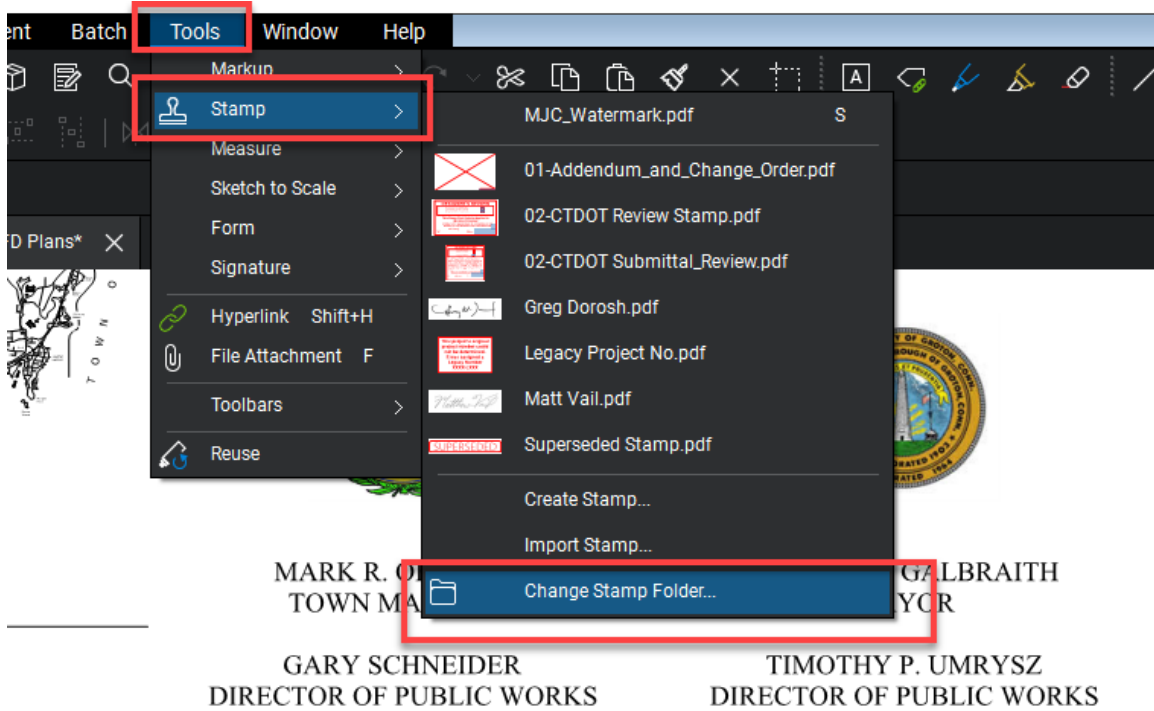 ent Batch Tools Window Help
Markup
Stamp
Measure
Sketch to Scale
Form
Signature
Hyperlink Shift+H
File Attachment F
Toolbars
Reuse
MJC_Watermark.pdf S
01-Addendum_and_Change_Order.pdf
02-CTDOT Review Stamp.pdf
02-CTDOT Submittal_Review.pdf
Greg Dorosh.pdf
Legacy Project No.pdf
Matt Vail.pdf
SUPERSEDED
Superseded Stamp.pdf
Create Stamp...
Import Stamp...
Change Stamp Folder...
A
FD Plans*
TOWN O
MARK R. O
TOWN MA
GALBRAITH
YOR
GARY SCHNEIDER
DIRECTOR OF PUBLIC WORKS
TIMOTHY P. UMRYSZ
DIRECTOR OF PUBLIC WORKS